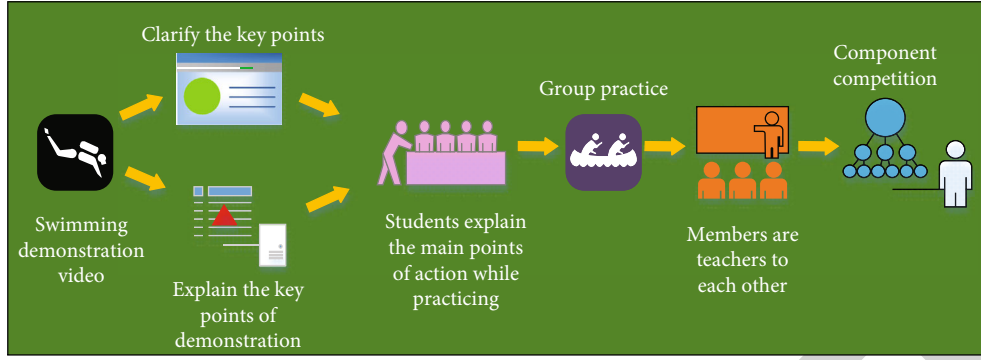 Clarify the key points
Swimming
demonstration
video
Explain the key
points of
demonstration
Students explain
the main points
of action while
practicing
Group practice
Members are
teachers to
each other
Component
competition